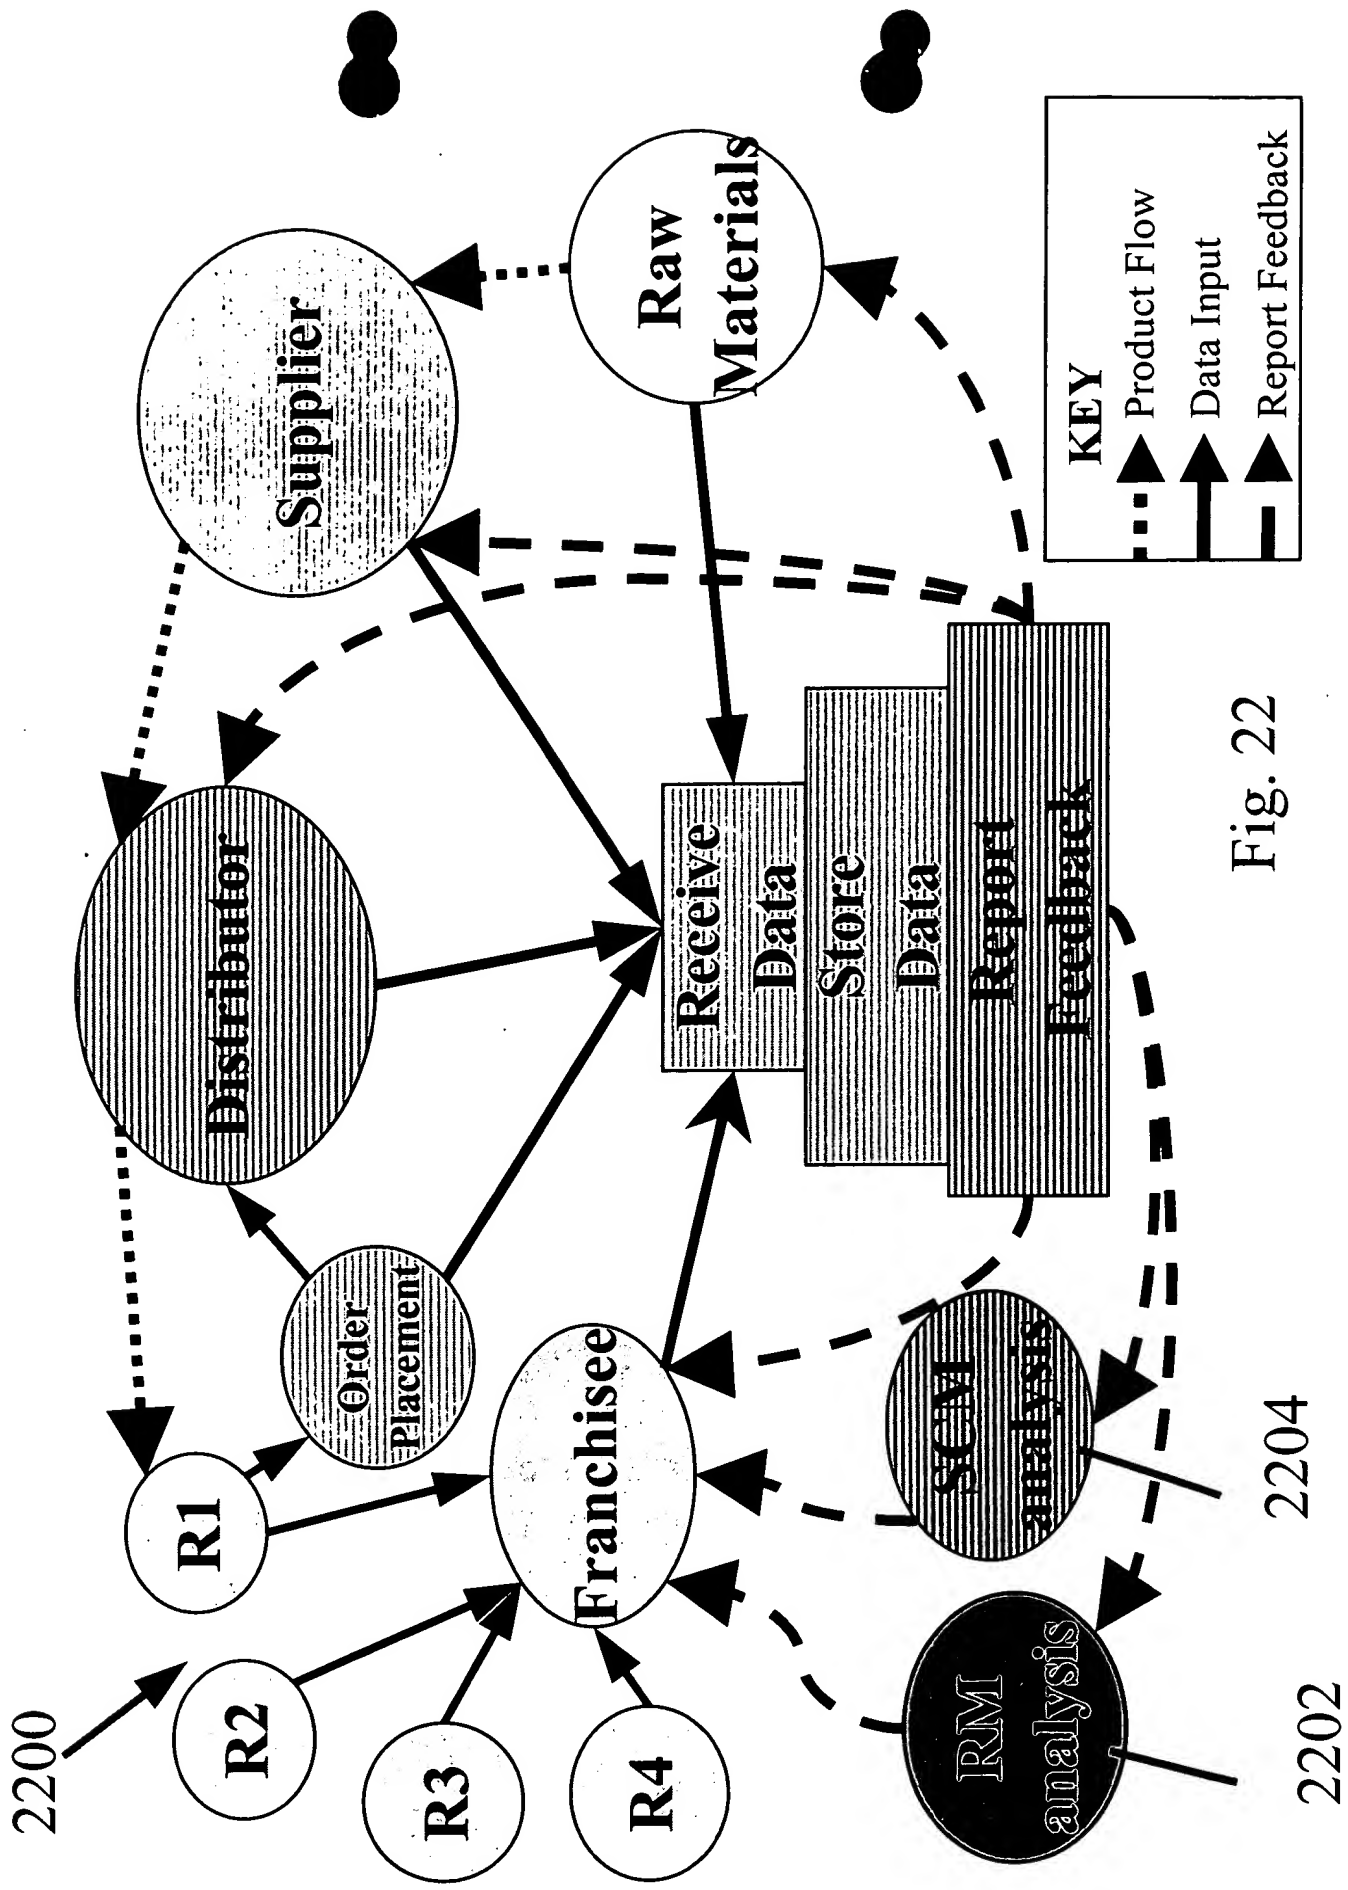 2200
R1
R2
R3
R4
Order
Placement
Distributor
Supplier
Raw
Materials
Franchisee
Receive
Data
Store
Data
Report
Feedback
SCM
analysis
RM
analysis
2202
2204
KEY
Product Flow
Data Input
Report Feedback
Fig. 22